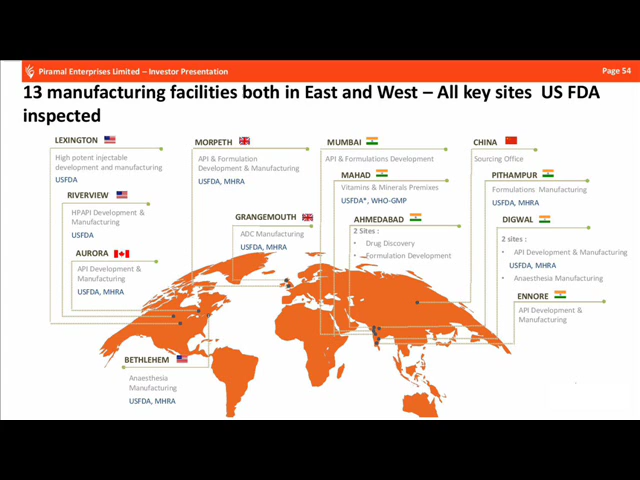 Piramal Enterprises Limited – Investor Presentation
Page 54
13 manufacturing facilities both in East and West – All key sites US FDA
inspected
LEXINGTON
High potent injectable
development and manufacturing
USFDA
RIVERVIEW
HPAPI Development &
Manufacturing
USFDA
AURORA
API Development &
Manufacturing
USFDA, MHRA
BETHLEHEM
Anaesthesia
Manufacturing
USFDA, MHRA
MORPETH
API & Formulation
Development & Manufacturing
USFDA, MHRA
GRANGEMOUTH
ADC Manufacturing
USFDA, MHRA
MUMBAI
API & Formulations Development
MAHAD
Vitamins & Minerals Premixes
USFDA*, WHO-GMP
AHMEDABAD
2 Sites :
• Drug Discovery
• Formulation Development
CHINA
Sourcing Office
PITHAMPUR
Formulations Manufacturing
USFDA, MHRA
DIGWAL
2 sites :
• API Development & Manufacturing
USFDA, MHRA
• Anaesthesia Manufacturing
ENNORE
API Development &
Manufacturing